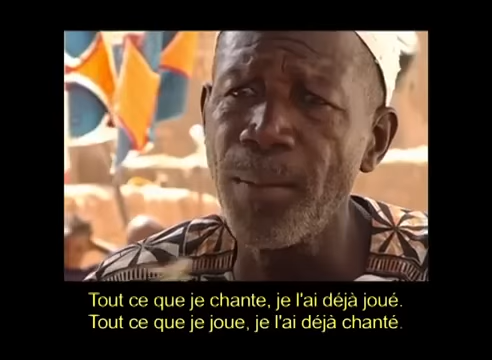 Tout ce que je chante, je l'ai déjà joué.
Tout ce que je joue, je l'ai déjà chanté.